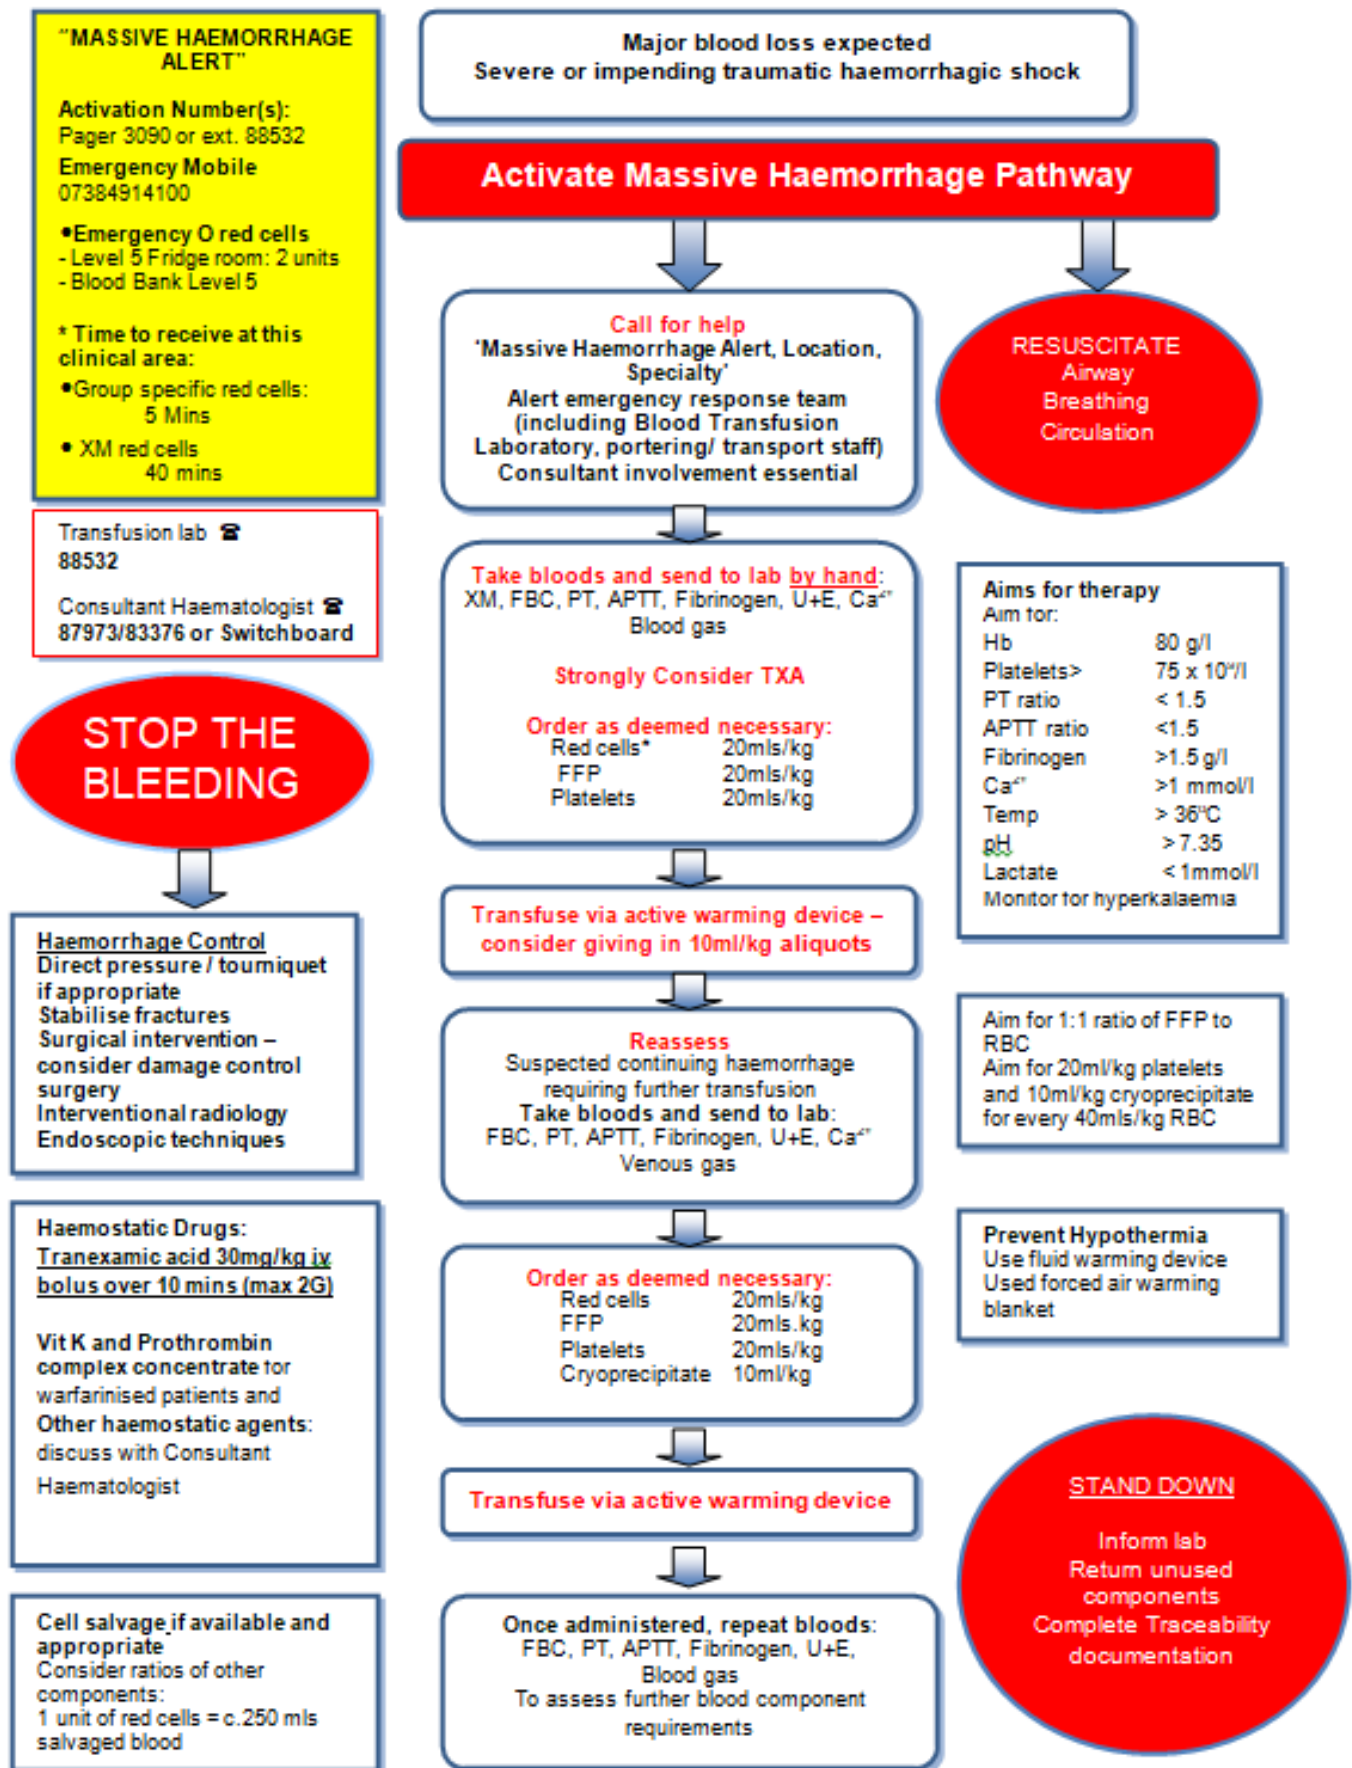 “MASSIVE HAEMORRHAGE
ALERT”
Activation Number(s):
Pager 3090 or ext. 88532
Emergency Mobile
07384914100
•Emergency O red cells
- Level 5 Fridge room: 2 units
- Blood Bank Level 5
* Time to receive at this
clinical area:
•Group specific red cells:
5 Mins
• XM red cells
40 mins
Transfusion lab ☎
88532
Consultant Haematologist ☎
87973/83376 or Switchboard
STOP THE
BLEEDING
Haemorrhage Control
Direct pressure / tourniquet
if appropriate
Stabilise fractures
Surgical intervention –
consider damage control
surgery
Interventional radiology
Endoscopic techniques
Haemostatic Drugs:
Tranexamic acid 30mg/kg iv
bolus over 10 mins (max 2G)
Vit K and Prothrombin
complex concentrate for
warfarinised patients and
Other haemostatic agents:
discuss with Consultant
Haematologist
Cell salvage if available and
appropriate
Consider ratios of other
components:
1 unit of red cells = c.250 mls
salvaged blood
Major blood loss expected
Severe or impending traumatic haemorrhagic shock
Activate Massive Haemorrhage Pathway
Call for help
‘Massive Haemorrhage Alert, Location,
Specialty’
Alert emergency response team
(including Blood Transfusion
Laboratory, portering/ transport staff)
Consultant involvement essential
Take bloods and send to lab by hand:
XM, FBC, PT, APTT, Fibrinogen, U+E, Ca²⁺
Blood gas
Strongly Consider TXA
Order as deemed necessary:
Red cells* 20mls/kg
FFP 20mls/kg
Platelets 20mls/kg
Transfuse via active warming device –
consider giving in 10ml/kg aliquots
Reassess
Suspected continuing haemorrhage
requiring further transfusion
Take bloods and send to lab:
FBC, PT, APTT, Fibrinogen, U+E, Ca²⁺
Venous gas
Order as deemed necessary:
Red cells 20mls/kg
FFP 20mls.kg
Platelets 20mls/kg
Cryoprecipitate 10ml/kg
Transfuse via active warming device
Once administered, repeat bloods:
FBC, PT, APTT, Fibrinogen, U+E,
Blood gas
To assess further blood component
requirements
RESUSCITATE
Airway
Breathing
Circulation
Aims for therapy
Aim for:
Hb 80 g/l
Platelets> 75 x 10⁹/l
PT ratio < 1.5
APTT ratio <1.5
Fibrinogen >1.5 g/l
Ca²⁺ >1 mmol/l
Temp > 36°C
pH > 7.35
Lactate < 1mmol/l
Monitor for hyperkalaemia
Aim for 1:1 ratio of FFP to
RBC
Aim for 20ml/kg platelets
and 10ml/kg cryoprecipitate
for every 40mls/kg RBC
Prevent Hypothermia
Use fluid warming device
Used forced air warming
blanket
STAND DOWN
Inform lab
Return unused
components
Complete Traceability
documentation